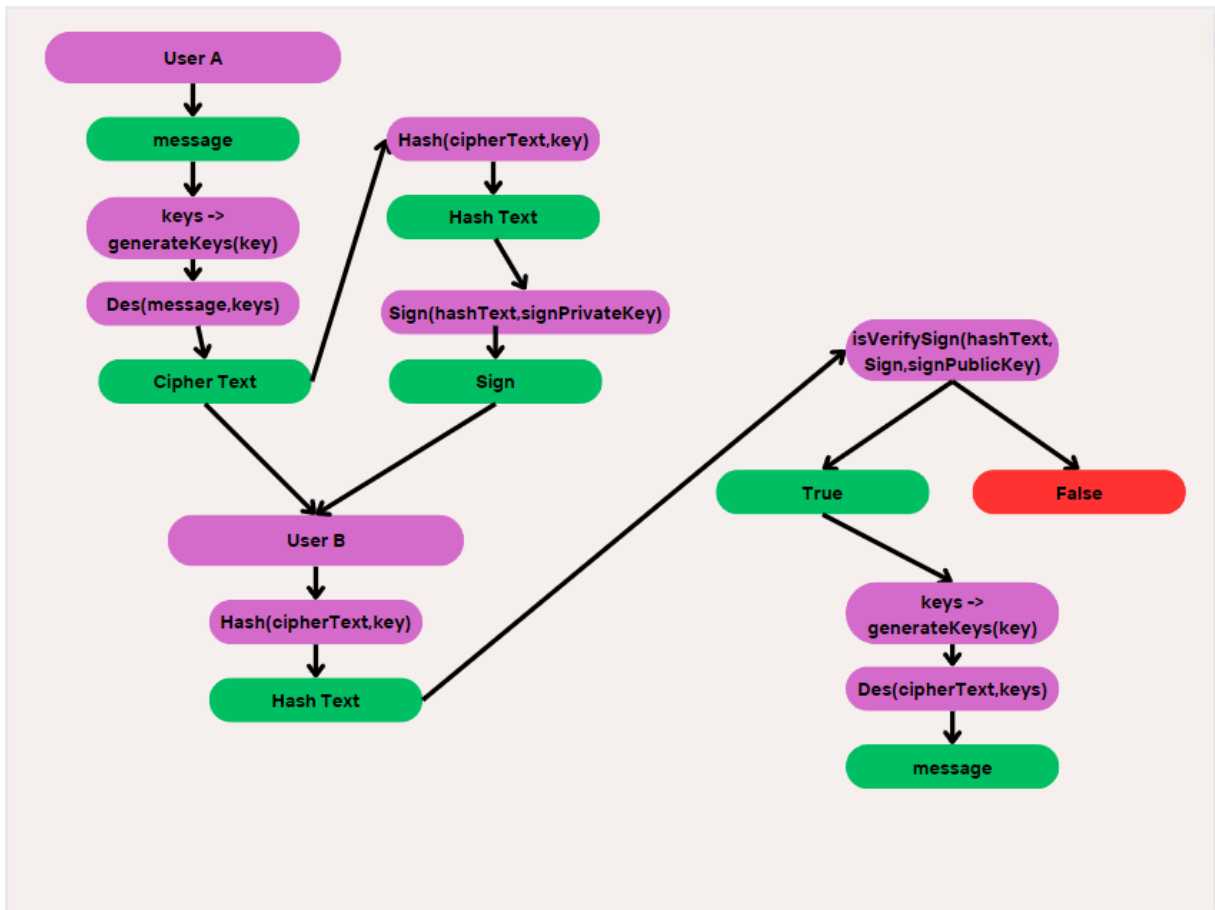 User A
message
keys ->
generateKeys(key)
Des(message,keys)
Cipher Text
Hash(cipherText,key)
Hash Text
Sign(hashText,signPrivateKey)
Sign
User B
Hash(cipherText,key)
Hash Text
isVerifySign(hashText,
Sign,signPublicKey)
True
False
keys ->
generateKeys(key)
Des(cipherText,keys)
message